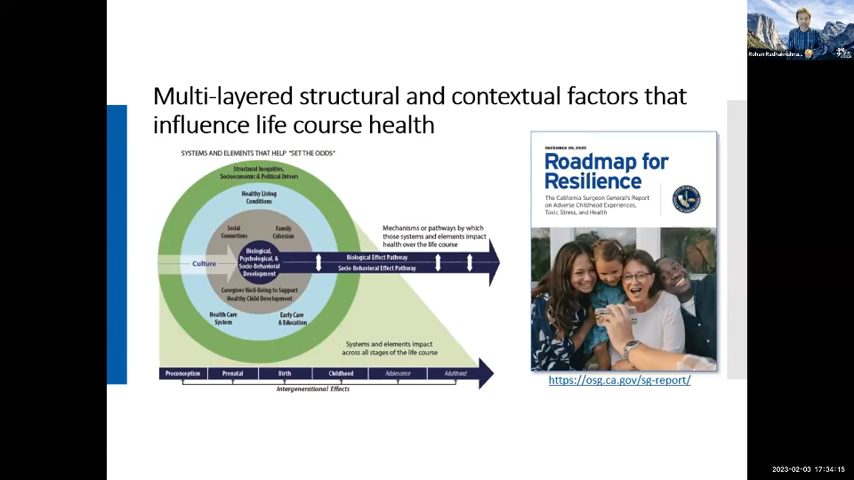 Multi-layered structural and contextual factors that
influence life course health
SYSTEMS AND ELEMENTS THAT HELP "SET THE ODDS"
Structural Inequities,
Socioeconomic & Political Drivers
Healthy Living
Conditions
Social
Connections
Family
Cohesion
Culture
Biological,
Psychological, &
Socio-Behavioral
Development
Caregiver Well-Being to Support
Healthy Child Development
Health Care
System
Early Care
& Education
Mechanisms or pathways by which
those systems and elements impact
health over the life course
Biological Effect Pathway
Socio-Behavioral Effect Pathway
Systems and elements impact
across all stages of the life course
Preconception Prenatal Birth Childhood Adolescence Adulthood
Intergenerational Effects
DECEMBER 09, 2020
Roadmap for
Resilience
The California Surgeon General's Report
on Adverse Childhood Experiences,
Toxic Stress, and Health
https://osg.ca.gov/sg-report/
Rohan Radhakrishna...
2023-02-03 17:34:15